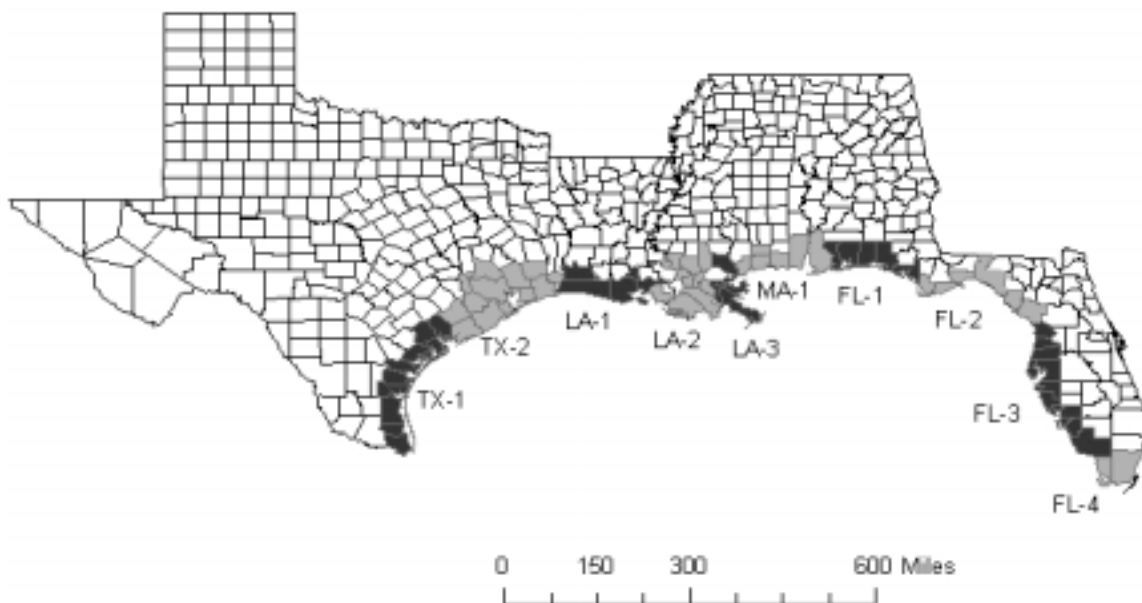 MA-1
FL-1
LA-1
FL-2
TX-2
LA-2
LA-3
TX-1
FL-3
FL-4
0 150 300 600 Miles